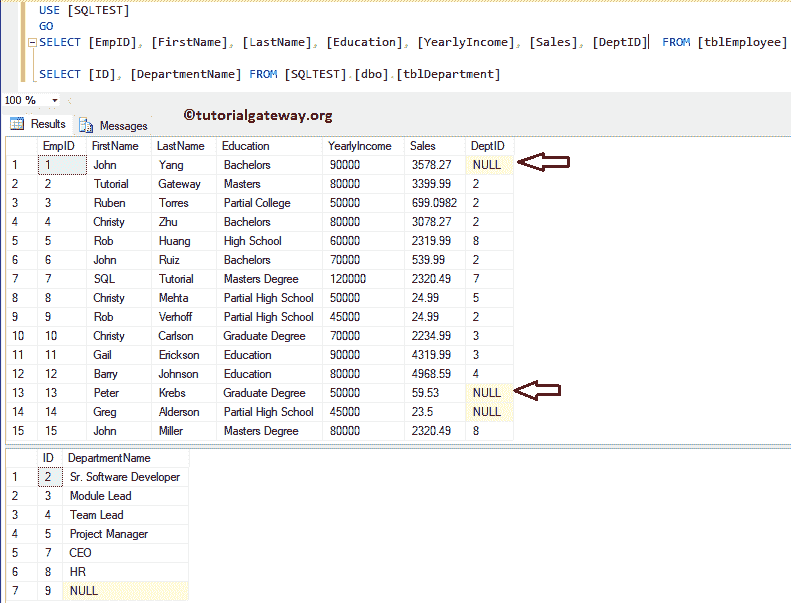 USE [SQLTEST]
GO
SELECT [EmpID], [FirstName], [LastName], [Education], [YearlyIncome], [Sales], [DeptID] FROM [tblEmployee]
SELECT [ID], [DepartmentName] FROM [SQLTEST].[dbo].[tblDepartment]
100 %
©tutorialgateway.org
Results Messages
EmpID FirstName LastName Education YearlyIncome Sales DeptID
1 1 John Yang Bachelors 90000 3578.27 NULL
2 2 Tutorial Gateway Masters 80000 3399.99 2
3 3 Ruben Torres Partial College 50000 699.0982 2
4 4 Christy Zhu Bachelors 80000 3078.27 2
5 5 Rob Huang High School 60000 2319.99 8
6 6 John Ruiz Bachelors 70000 539.99 2
7 7 SQL Tutorial Masters Degree 120000 2320.49 7
8 8 Christy Mehta Partial High School 50000 24.99 5
9 9 Rob Verhoff Partial High School 45000 24.99 2
10 10 Christy Carlson Graduate Degree 70000 2234.99 3
11 11 Gail Erickson Education 90000 4319.99 3
12 12 Barry Johnson Education 80000 4968.59 4
13 13 Peter Krebs Graduate Degree 50000 59.53 NULL
14 14 Greg Alderson Partial High School 45000 23.5 NULL
15 15 John Miller Masters Degree 80000 2320.49 8
ID DepartmentName
1 2 Sr. Software Developer
2 3 Module Lead
3 4 Team Lead
4 5 Project Manager
5 7 CEO
6 8 HR
7 9 NULL